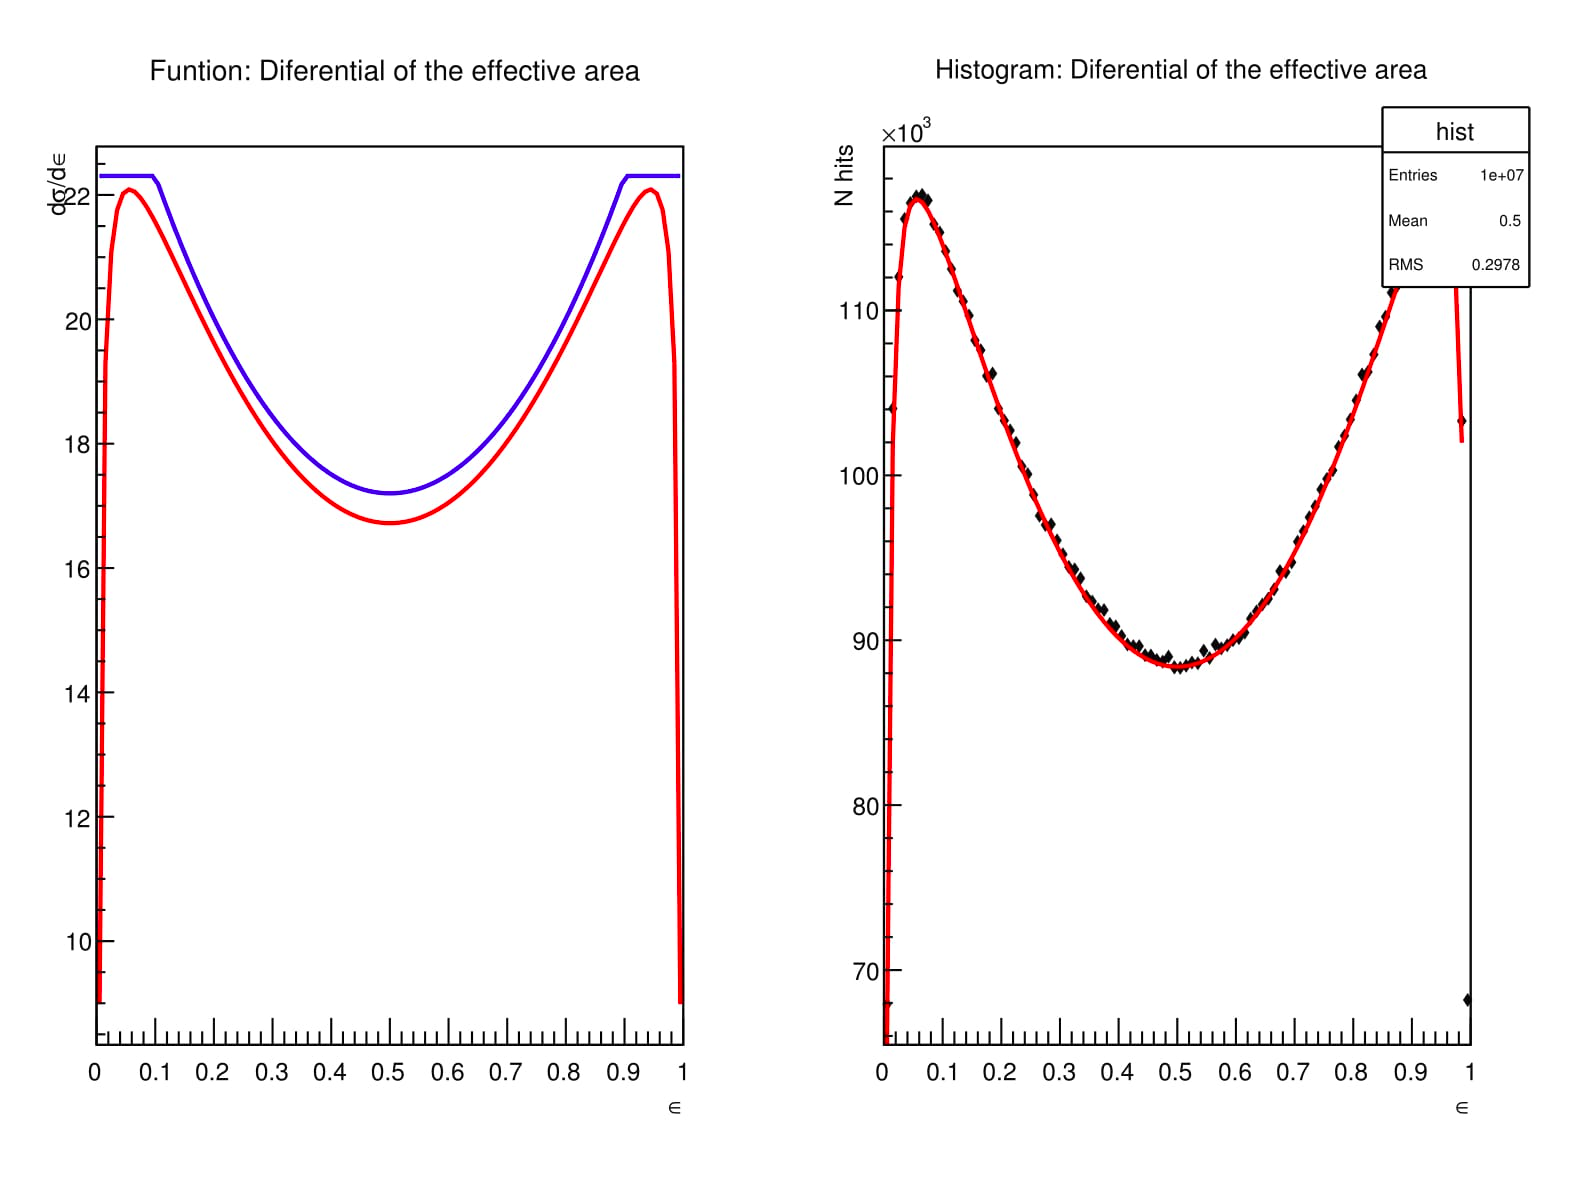 Funtion: Diferential of the effective area
dσ/dϵ
22
20
18
16
14
12
10
0 0.1 0.2 0.3 0.4 0.5 0.6 0.7 0.8 0.9 1
ϵ
Histogram: Diferential of the effective area
×10³
N hits
hist
Entries 1e+07
Mean 0.5
RMS 0.2978
110
100
90
80
70
0 0.1 0.2 0.3 0.4 0.5 0.6 0.7 0.8 0.9 1
ϵ